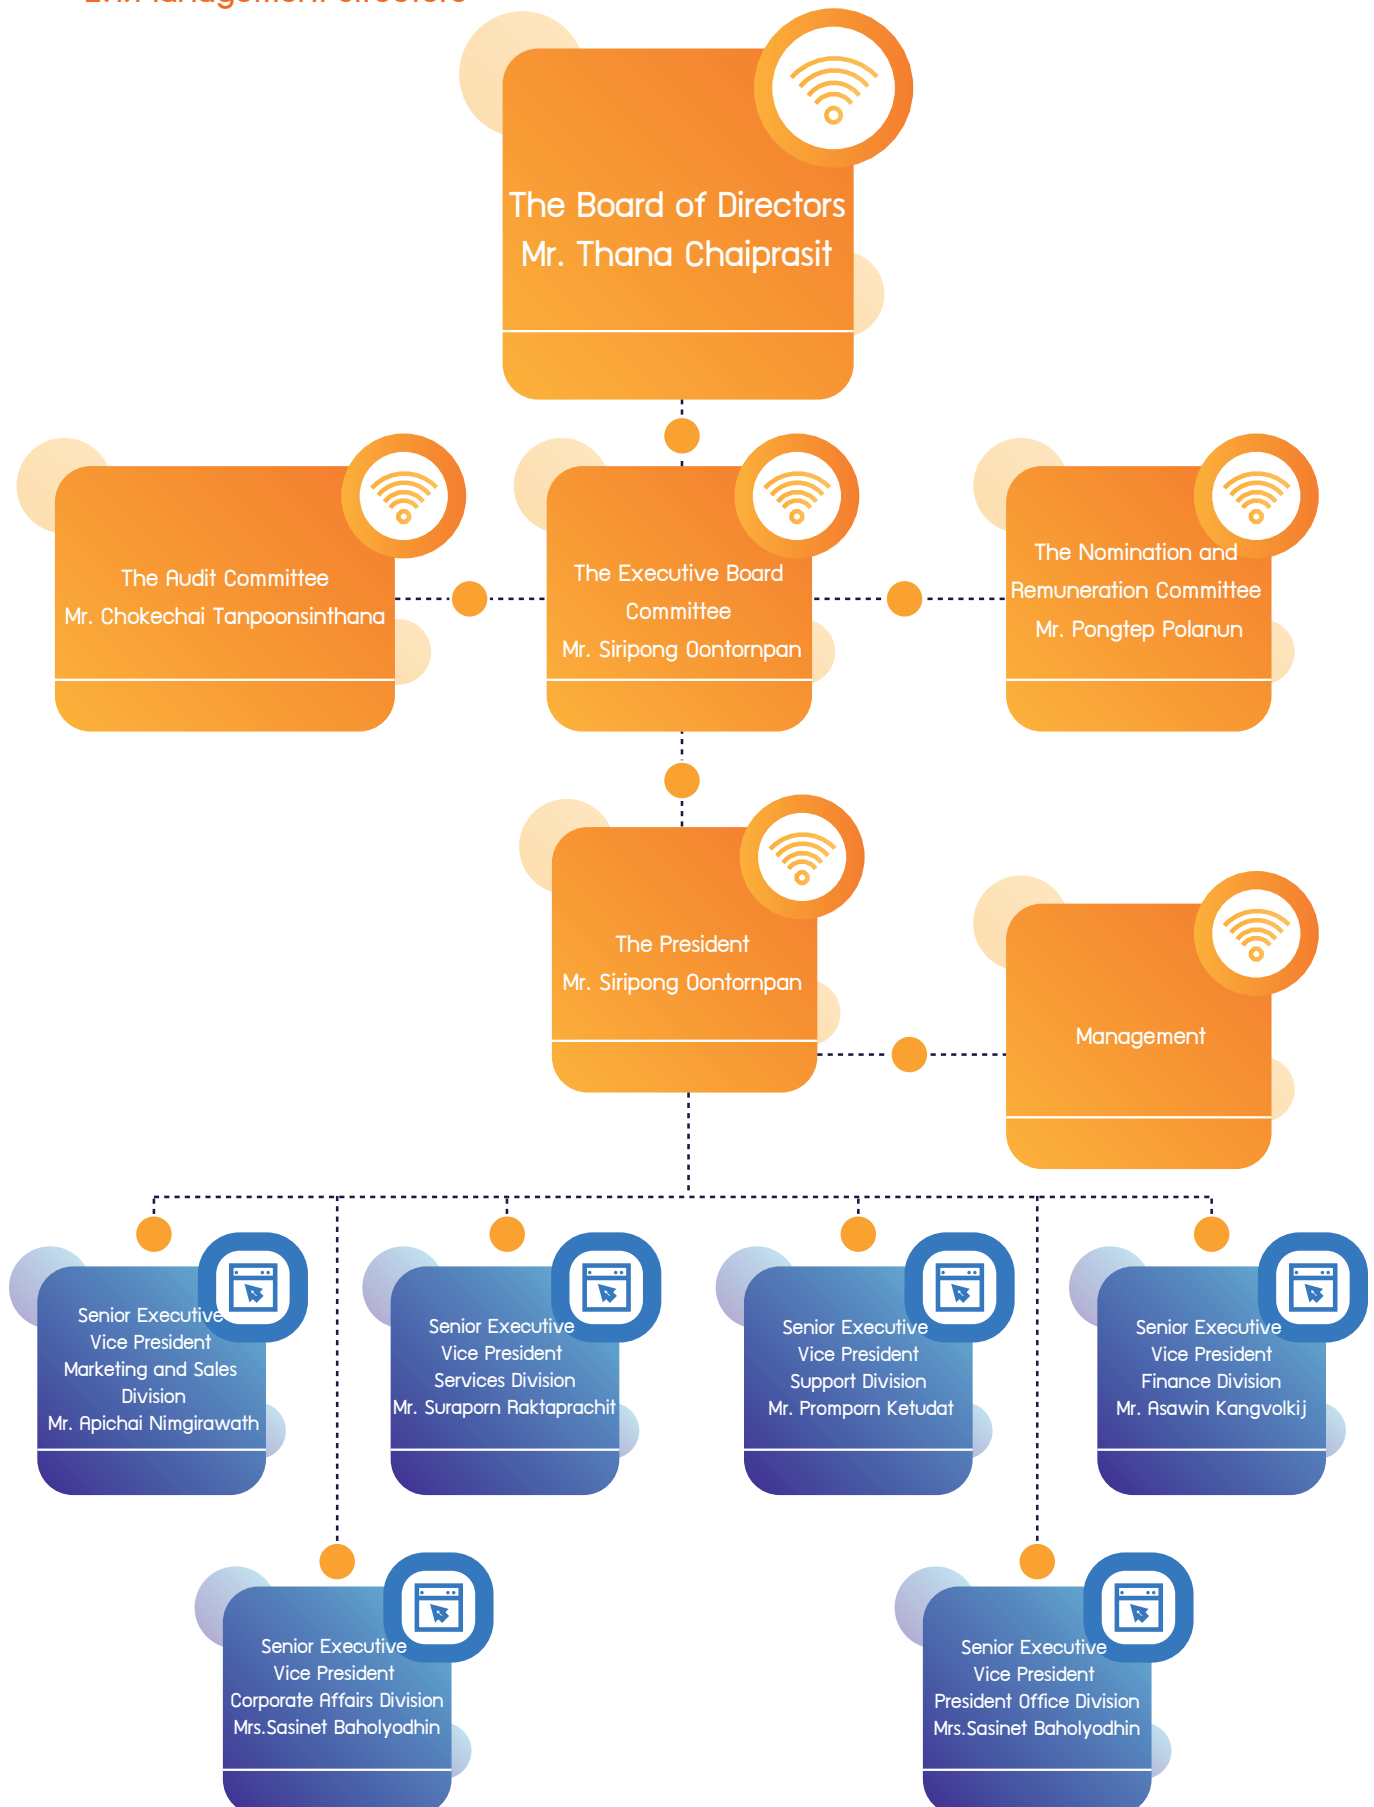 The Board of Directors
Mr. Thana Chaiprasit
The Audit Committee
Mr. Chokechai Tanpoonsinthana
The Executive Board
Committee
Mr. Siripong Oontornpan
The Nomination and
Remuneration Committee
Mr. Pongtep Polanun
The President
Mr. Siripong Oontornpan
Management
Senior Executive
Vice President
Marketing and Sales
Division
Mr. Apichai Nimgirawath
Senior Executive
Vice President
Services Division
Mr. Suraporn Raktaprachit
Senior Executive
Vice President
Support Division
Mr. Promporn Ketudat
Senior Executive
Vice President
Finance Division
Mr. Asawin Kangvolkij
Senior Executive
Vice President
Corporate Affairs Division
Mrs.Sasinet Baholyodhin
Senior Executive
Vice President
President Office Division
Mrs.Sasinet Baholyodhin